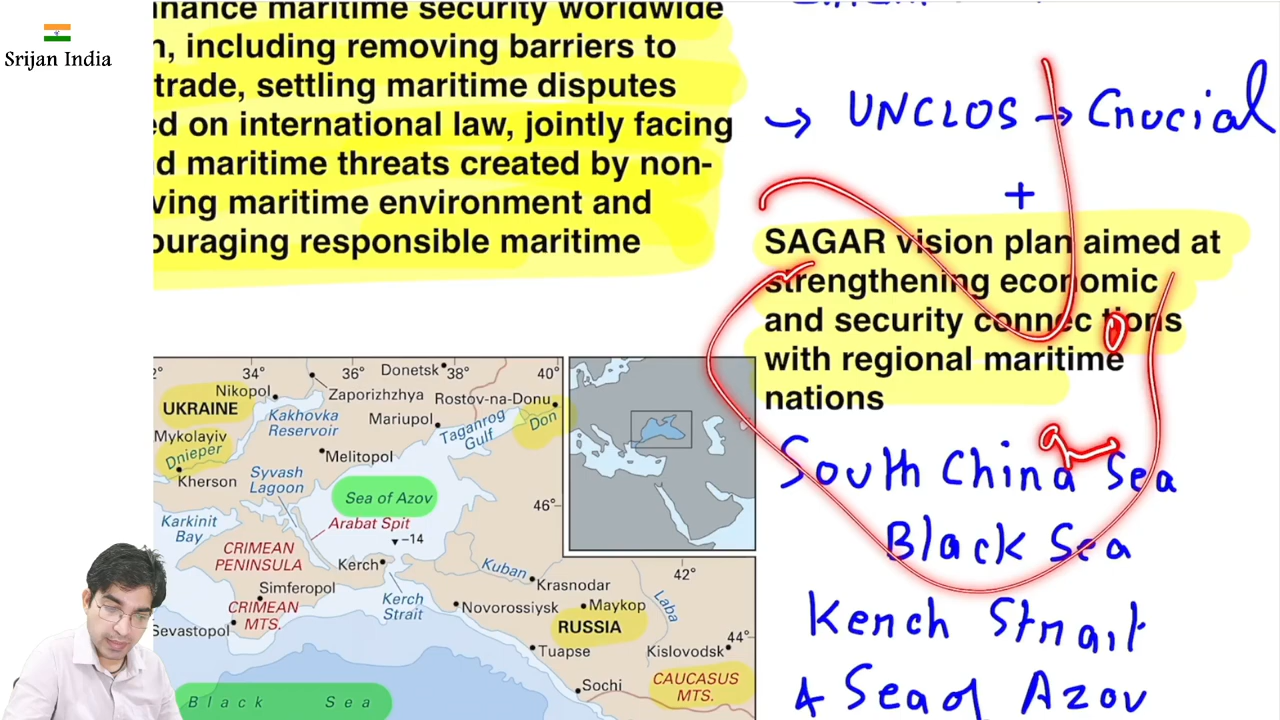 Srijan India
nance maritime security worldwide
n, including removing barriers to
trade, settling maritime disputes
ed on international law, jointly facing
d maritime threats created by non-
ving maritime environment and
ouraging responsible maritime
→ UNCLOS → Crucial
+
SAGAR vision plan aimed at
strengthening economic
and security connections
with regional maritime
nations
South China Sea
Black Sea
Kerch Strait
& Sea of Azov
2°
34°
36°
38°
40°
Donetsk
Nikopol
Zaporizhzhya
Rostov-na-Donu
UKRAINE
Kakhovka
Reservoir
Mariupol
Taganrog
Gulf
Don
Mykolayiv
Dnieper
Melitopol
Kherson
Syvash
Lagoon
Sea of Azov
46°
Karkinit
Bay
Arabat Spit
▾-14
CRIMEAN
PENINSULA
Kerch
Kuban
42°
Simferopol
Kerch
Strait
Krasnodar
CRIMEAN
MTS.
Novorossiysk
Maykop
Laba
Sevastopol
RUSSIA
44°
Tuapse
Kislovodsk
Sochi
CAUCASUS
MTS.
Black Sea